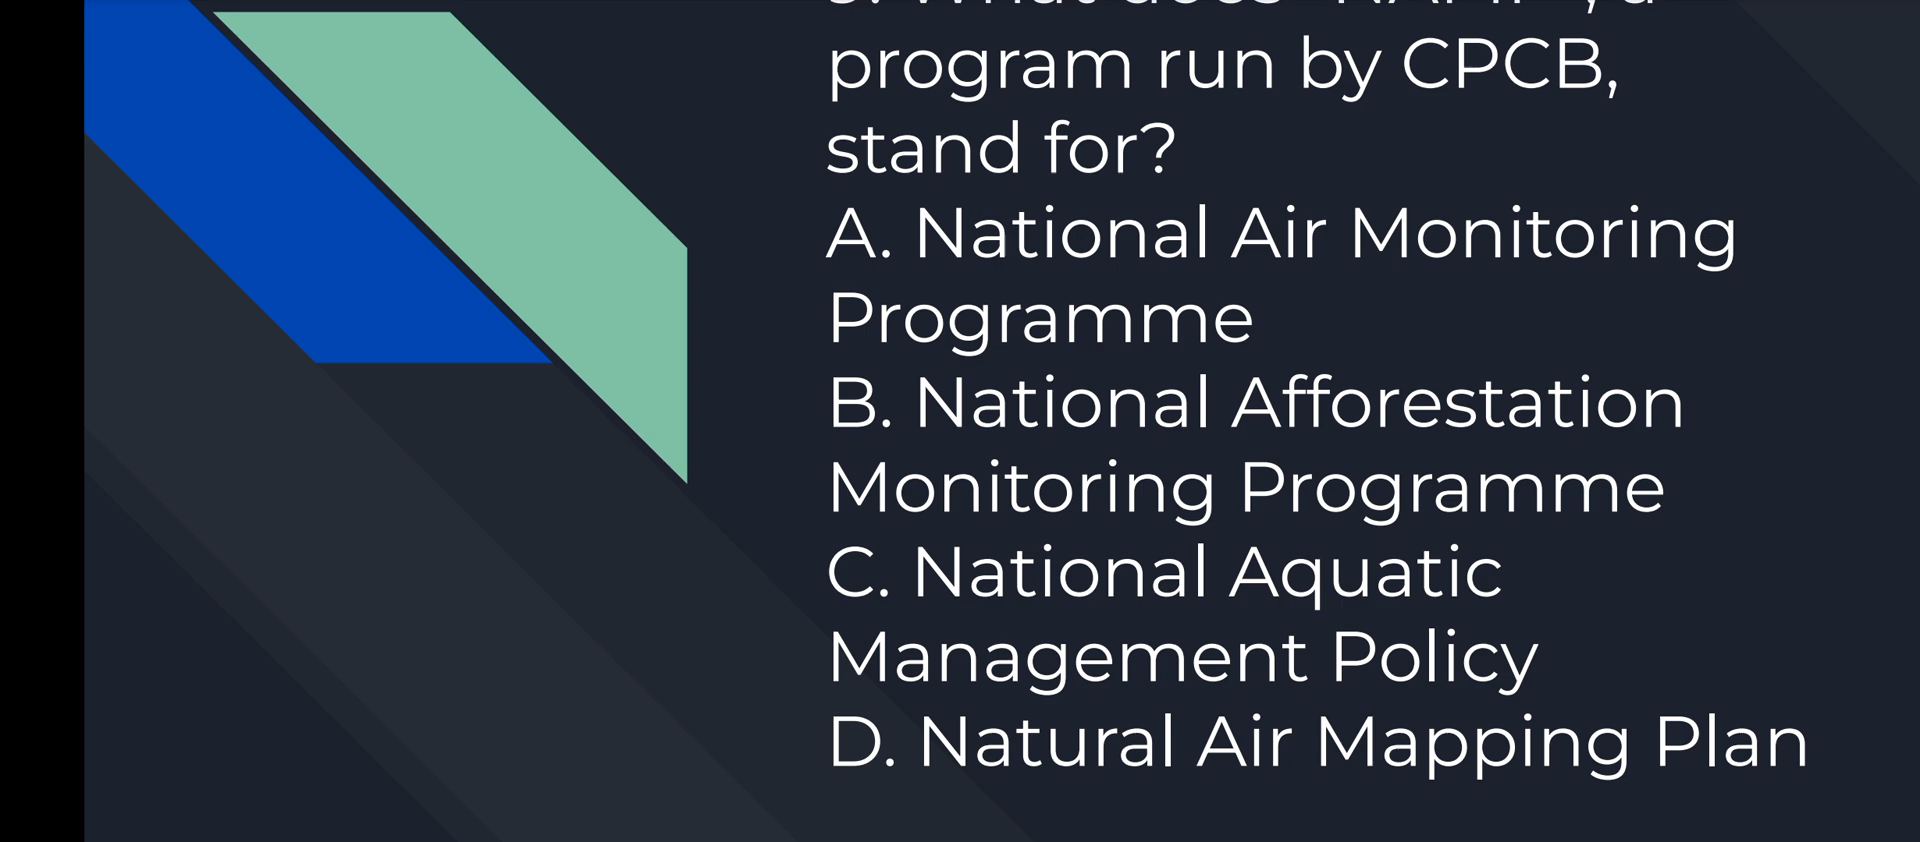 program run by CPCB,
stand for?
A. National Air Monitoring
Programme
B. National Afforestation
Monitoring Programme
C. National Aquatic
Management Policy
D. Natural Air Mapping Plan